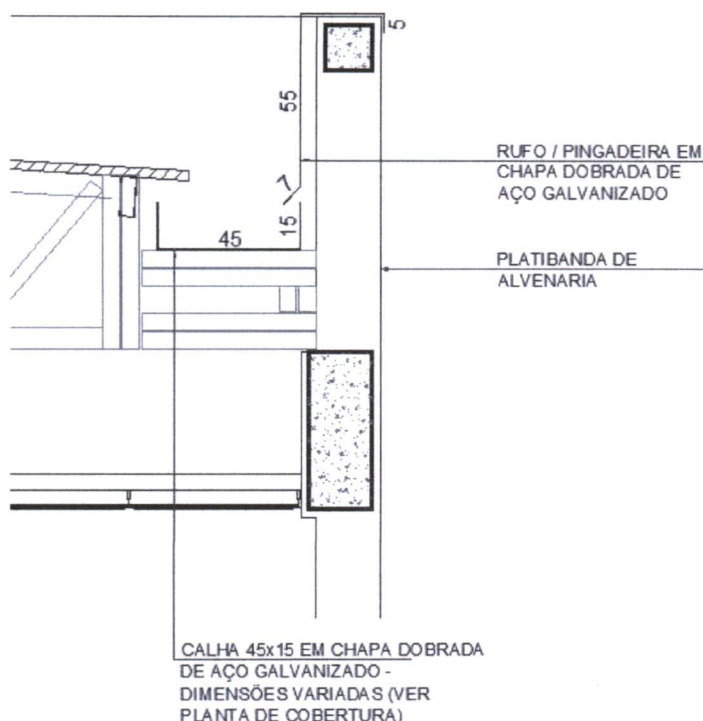 5
55
RUFO / PINGADEIRA EM
CHAPA DOBRADA DE
AÇO GALVANIZADO
7
15
45
PLATIBANDA DE
ALVENARIA
CALHA 45x15 EM CHAPA DOBRADA
DE AÇO GALVANIZADO -
DIMENSÕES VARIADAS (VER
PLANTA DE COBERTURA)